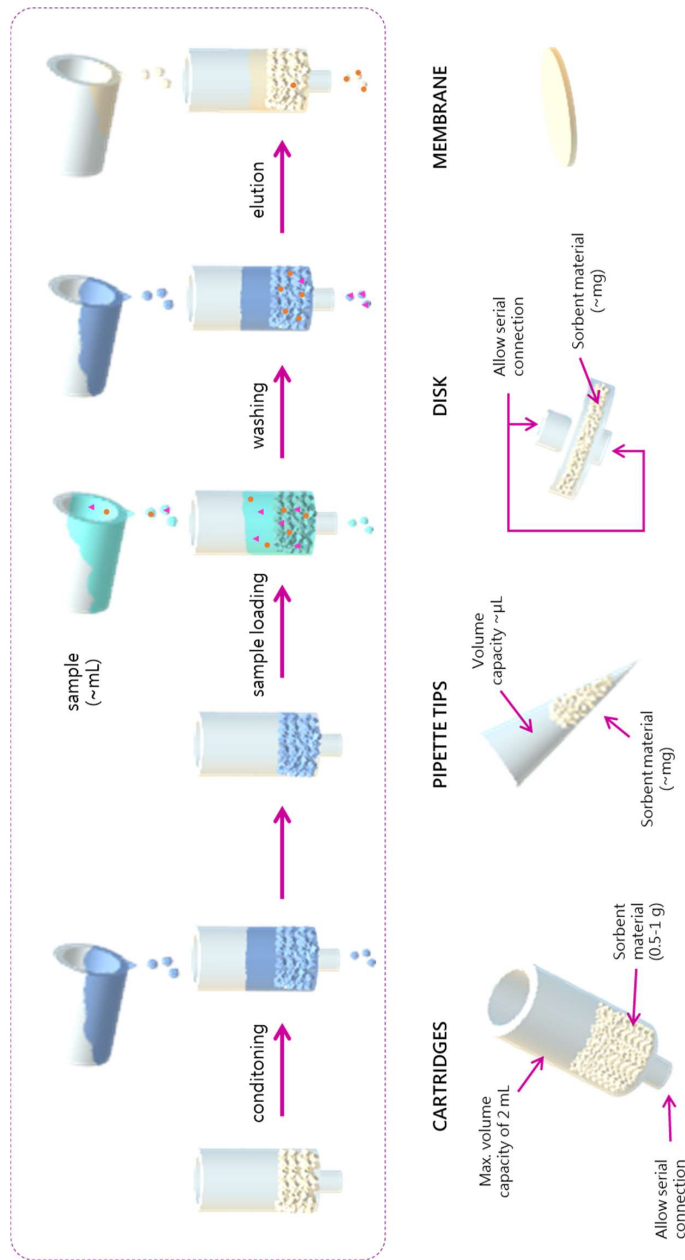 sample
(~mL)
conditoning
sample loading
washing
elution
CARTRIDGES
PIPETTE TIPS
DISK
MEMBRANE
Max. volume
capacity of 2 mL
Sorbent
material
(0.5-1 g)
Allow serial
connection
Volume
capacity ~μL
Sorbent material
(~mg)
Allow serial
connection
Sorbent material
(~mg)